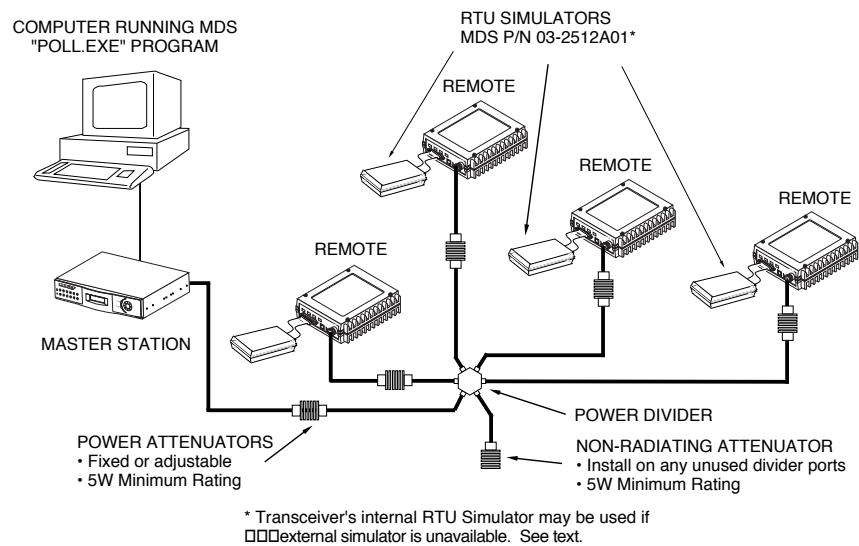 COMPUTER RUNNING MDS
"POLL.EXE" PROGRAM
RTU SIMULATORS
MDS P/N 03-2512A01*
REMOTE
REMOTE
REMOTE
REMOTE
MASTER STATION
POWER DIVIDER
POWER ATTENUATORS
• Fixed or adjustable
• 5W Minimum Rating
NON-RADIATING ATTENUATOR
• Install on any unused divider ports
• 5W Minimum Rating
* Transceiver's internal RTU Simulator may be used if
□□□external simulator is unavailable. See text.